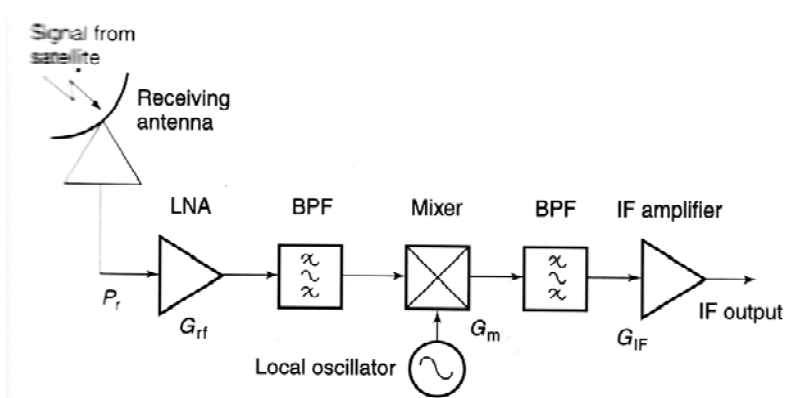 Signal from
satellite
Receiving
antenna
LNA
BPF
Mixer
BPF
IF amplifier
Pr
Grf
Gm
GIF
IF output
Local oscillator